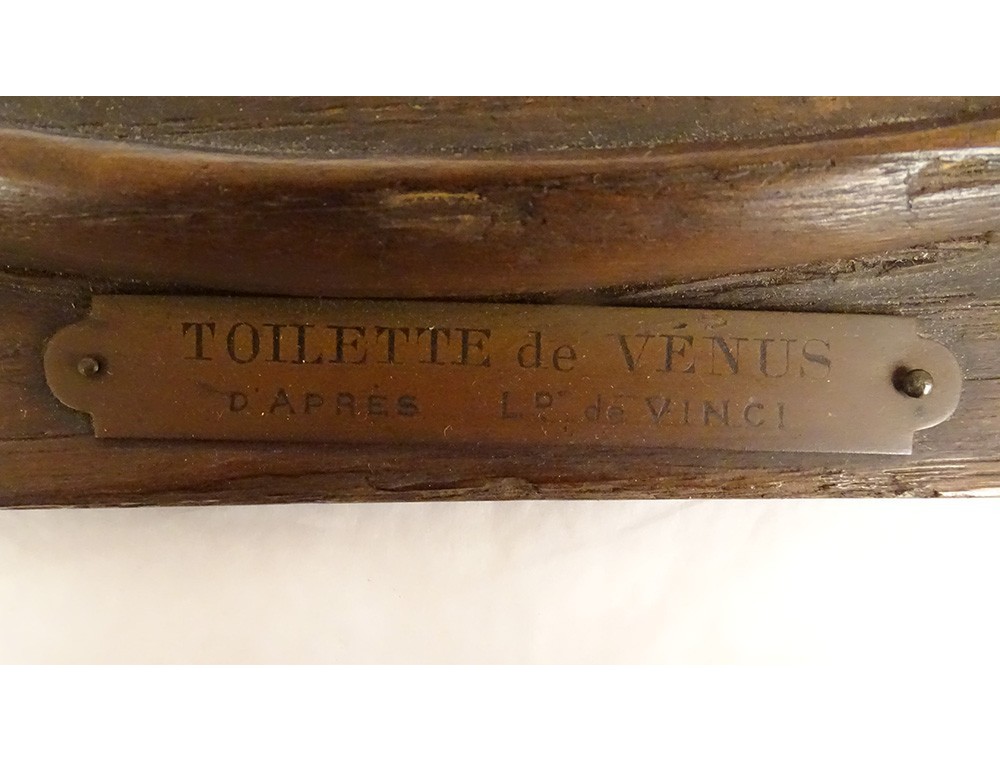 TOILETTE de VÉNUS
D'APRÈS LD. de VINCI